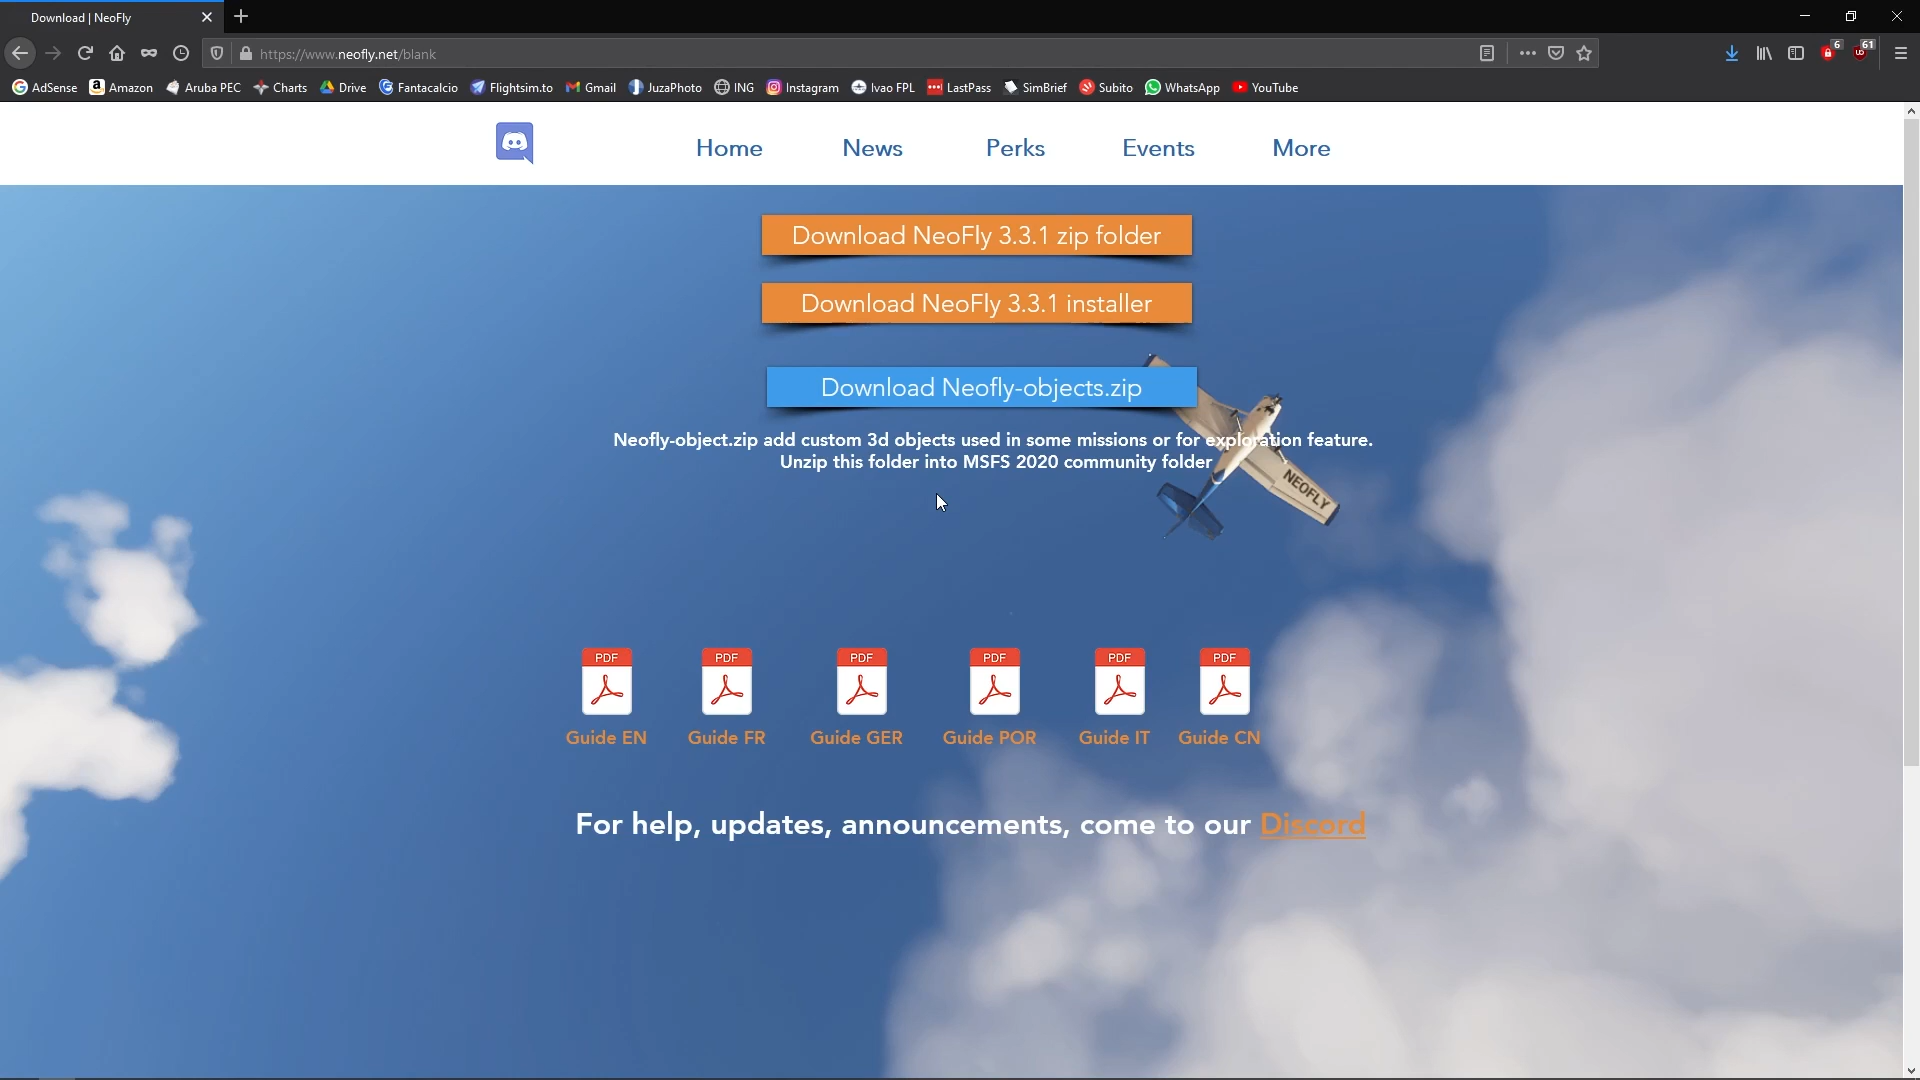 Download | NeoFly
https://www.neofly.net/blank
6
61
AdSense
Amazon
Aruba PEC
Charts
Drive
Fantacalcio
Flightsim.to
Gmail
JuzaPhoto
ING
Instagram
Ivao FPL
LastPass
SimBrief
Subito
WhatsApp
YouTube
Home
News
Perks
Events
More
Download NeoFly 3.3.1 zip folder
Download NeoFly 3.3.1 installer
Download Neofly-objects.zip
Neofly-object.zip add custom 3d objects used in some missions or for exploration feature.
Unzip this folder into MSFS 2020 community folder
NEOFLY
PDF
PDF
PDF
PDF
PDF
PDF
Guide EN
Guide FR
Guide GER
Guide POR
Guide IT
Guide CN
For help, updates, announcements, come to our Discord